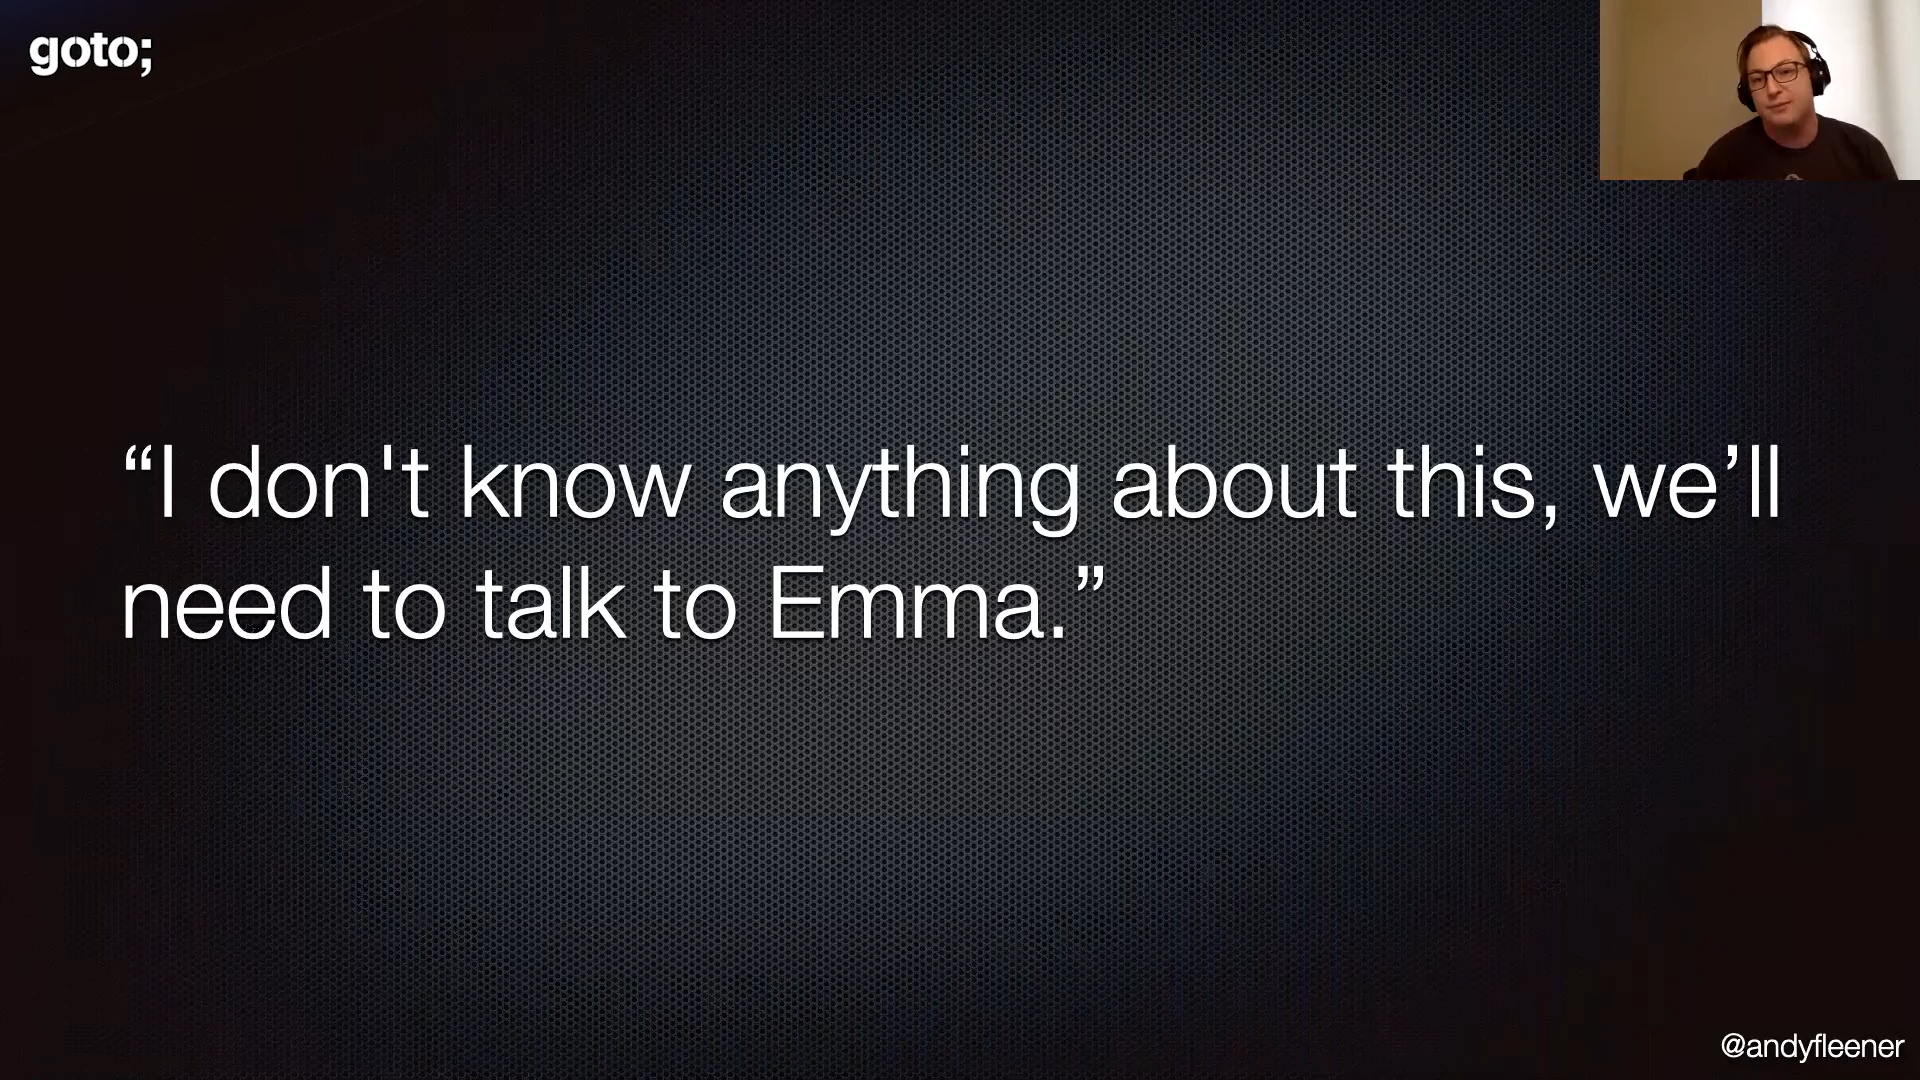 goto;
“I don't know anything about this, we’ll
need to talk to Emma.”
@andyfleener